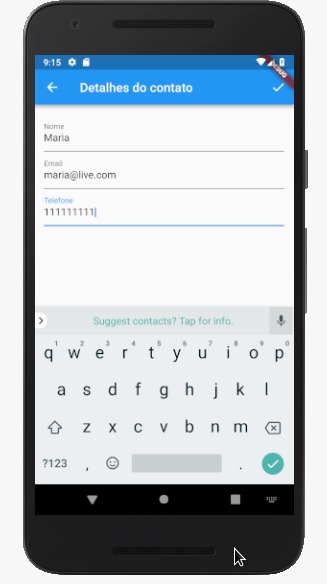 9:15
DEBUG
Detalhes do contato
Nome
Maria
Email
maria@live.com
Telefone
111111111
Suggest contacts? Tap for info.
1 2 3 4 5 6 7 8 9 0
q w e r t y u i o p
a s d f g h j k l
z x c v b n m
?123 , .